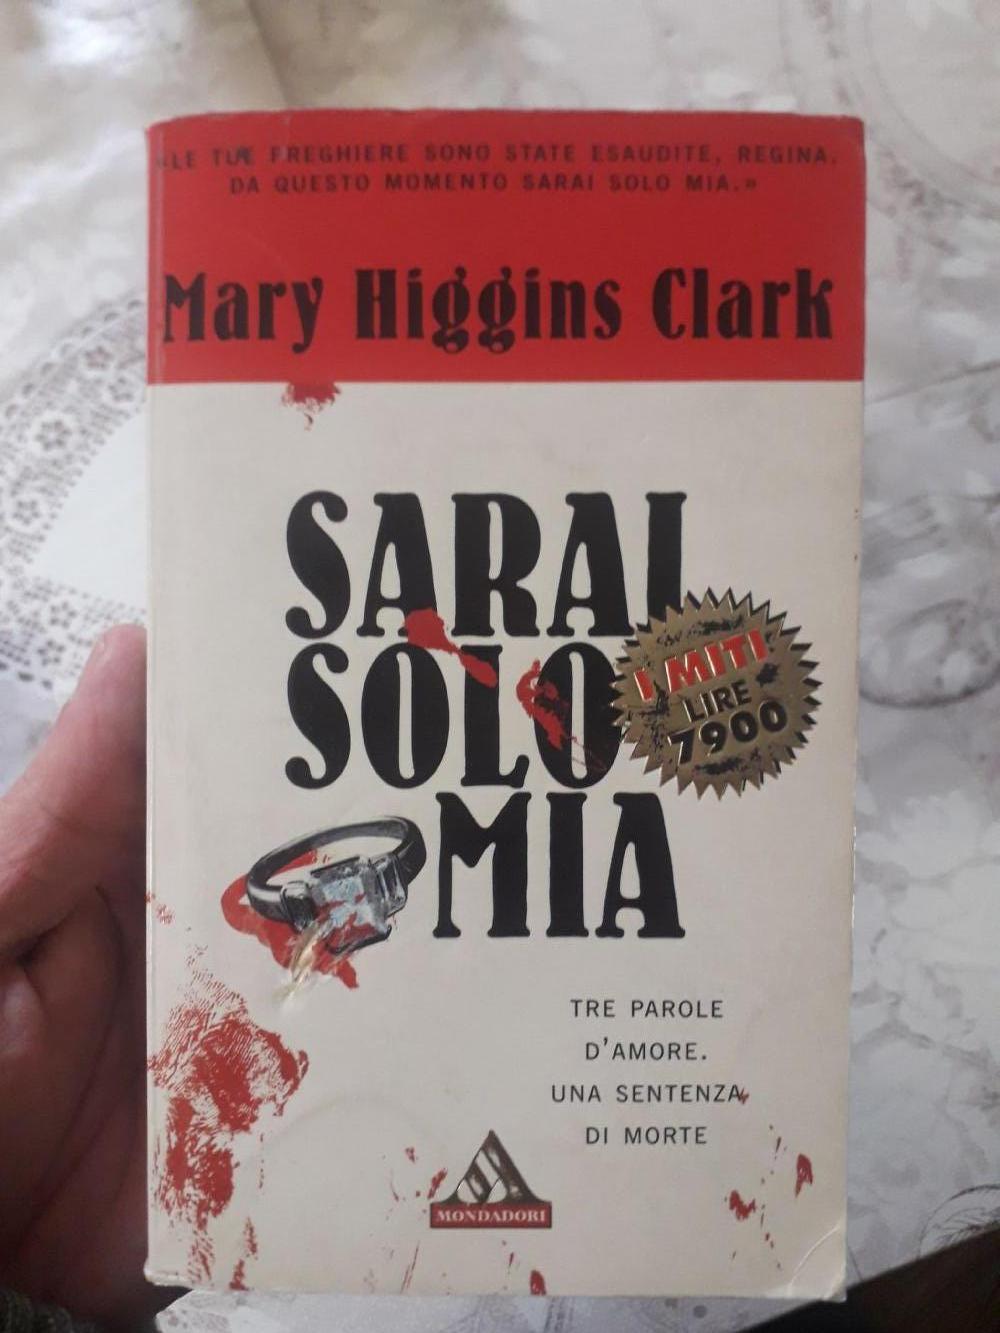 «LE TUE PREGHIERE SONO STATE ESAUDITE, REGINA.
DA QUESTO MOMENTO SARAI SOLO MIA.»
Mary Higgins Clark
SARAI
SOLO
MIA
I MITI
LIRE
7900
TRE PAROLE
D'AMORE.
UNA SENTENZA
DI MORTE
MONDADORI